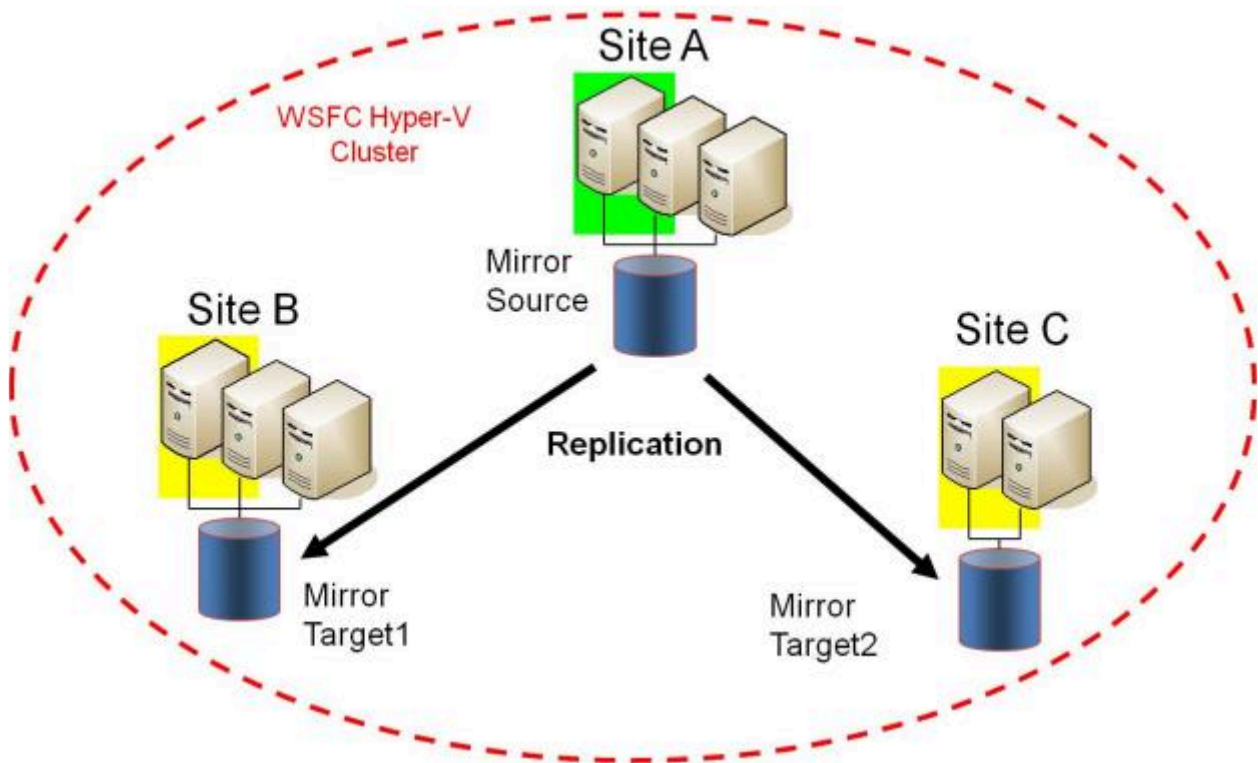 Site A
WSFC Hyper-V
Cluster
Mirror
Source
Site B
Site C
Replication
Mirror
Target1
Mirror
Target2